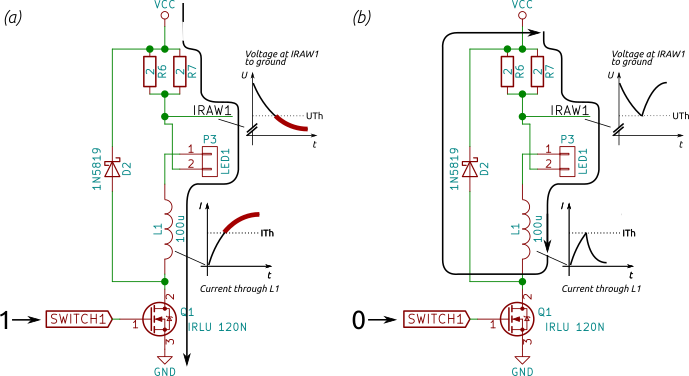 (a)
VCC
2
R6
2
R7
Voltage at IRAW1
to ground
U
UTh
t
IRAW1
P3
1
2
LED1
1N5819
D2
L1
100u
I
ITh
t
Current through L1
1
SWITCH1
1
2
3
Q1
IRLU 120N
GND
(b)
VCC
2
R6
2
R7
Voltage at IRAW1
to ground
U
UTh
t
IRAW1
P3
1
2
LED1
1N5819
D2
L1
100u
I
ITh
t
Current through L1
0
SWITCH1
1
2
3
Q1
IRLU 120N
GND